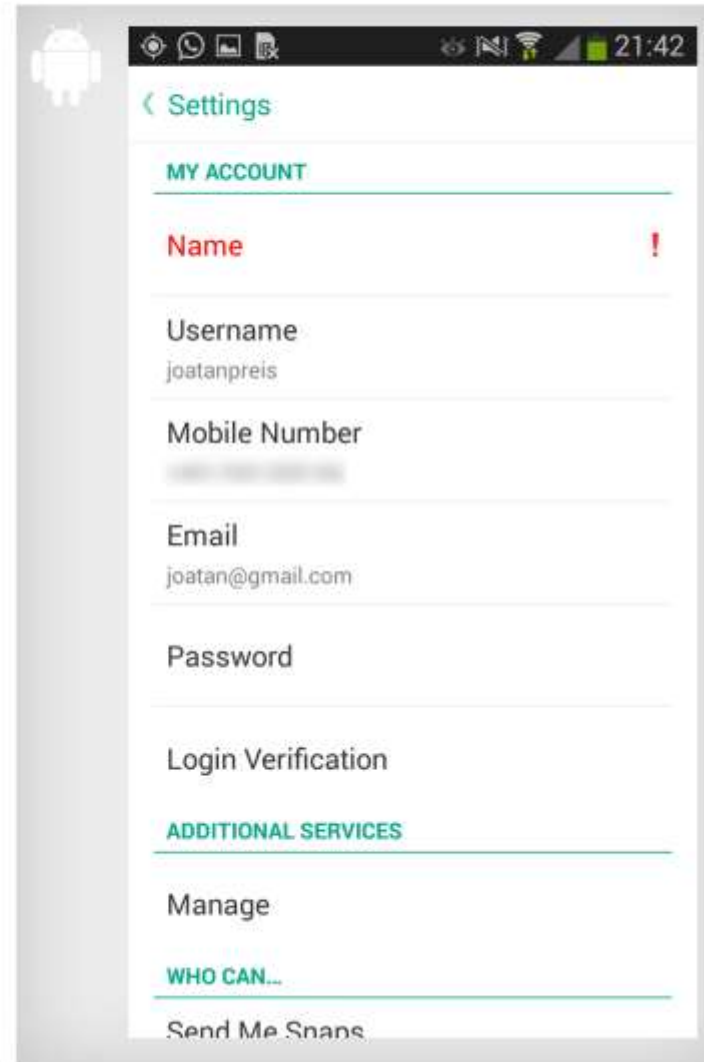 21:42
Settings
MY ACCOUNT
Name !
Username
joatanpreis
Mobile Number
Email
joatan@gmail.com
Password
Login Verification
ADDITIONAL SERVICES
Manage
WHO CAN...
Send Me Snaps